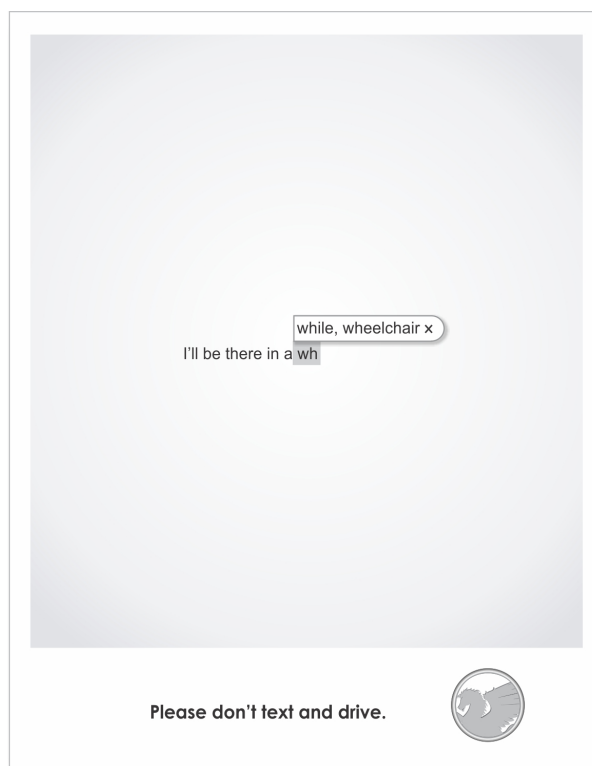 while, wheelchair ×
I'll be there in a wh
Please don't text and drive.